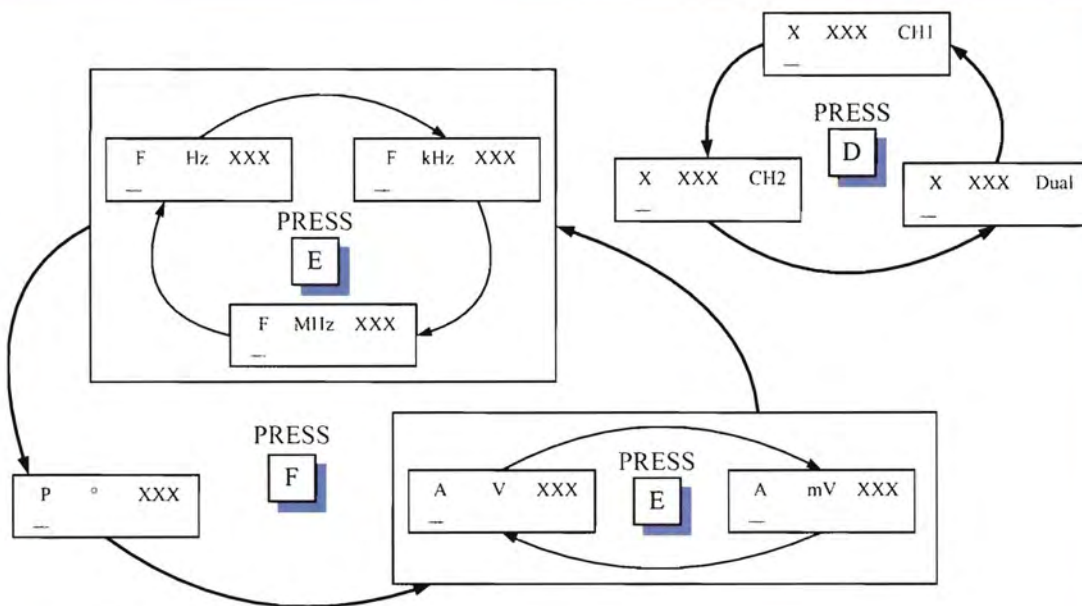 X XXX CH1
PRESS
D
X XXX CH2
X XXX Dual
F Hz XXX
F kHz XXX
PRESS
E
F MHz XXX
PRESS
F
P ° XXX
A V XXX
PRESS
E
A mV XXX